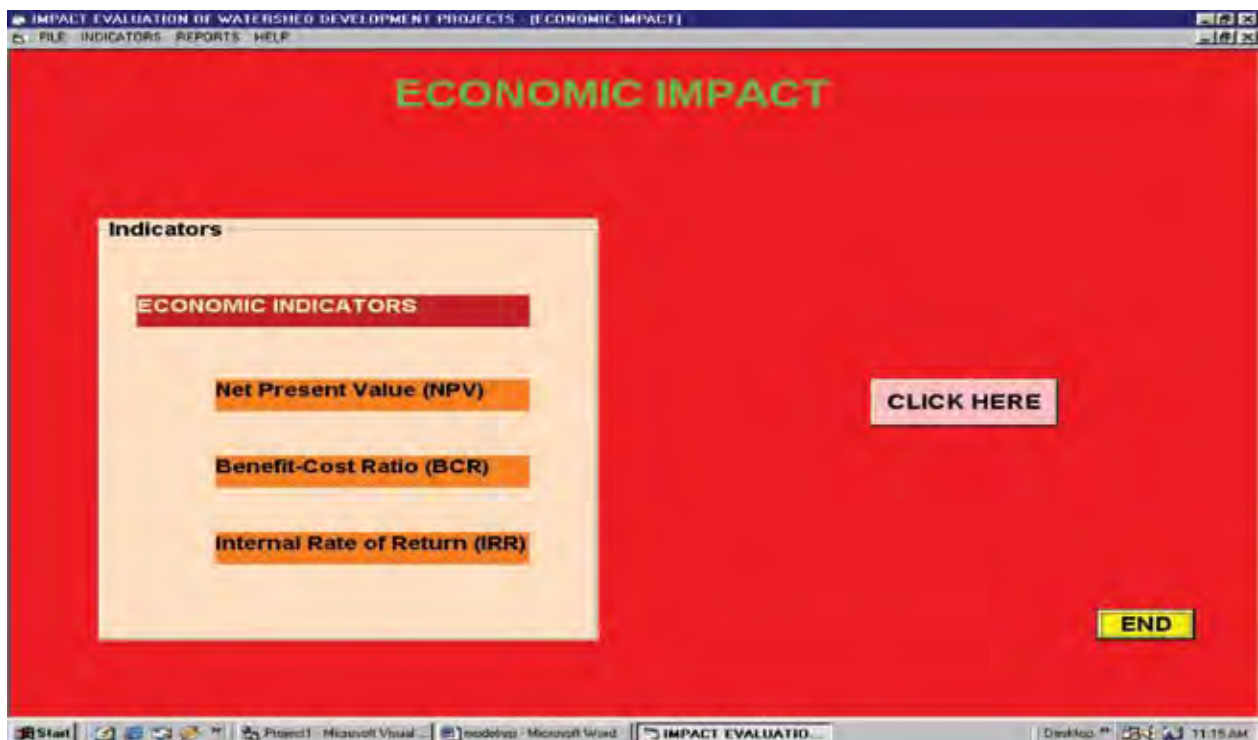 IMPACT EVALUATION OF WATERSHED DEVELOPMENT PROJECTS - [ECONOMIC IMPACT]
FILE INDICATORS REPORTS HELP
ECONOMIC IMPACT
Indicators
ECONOMIC INDICATORS
Net Present Value (NPV)
CLICK HERE
Benefit-Cost Ratio (BCR)
Internal Rate of Return (IRR)
END
Start Project1 - Microsoft Visual ... - Microsoft Word IMPACT EVALUATIO... Desktop 11:15 AM